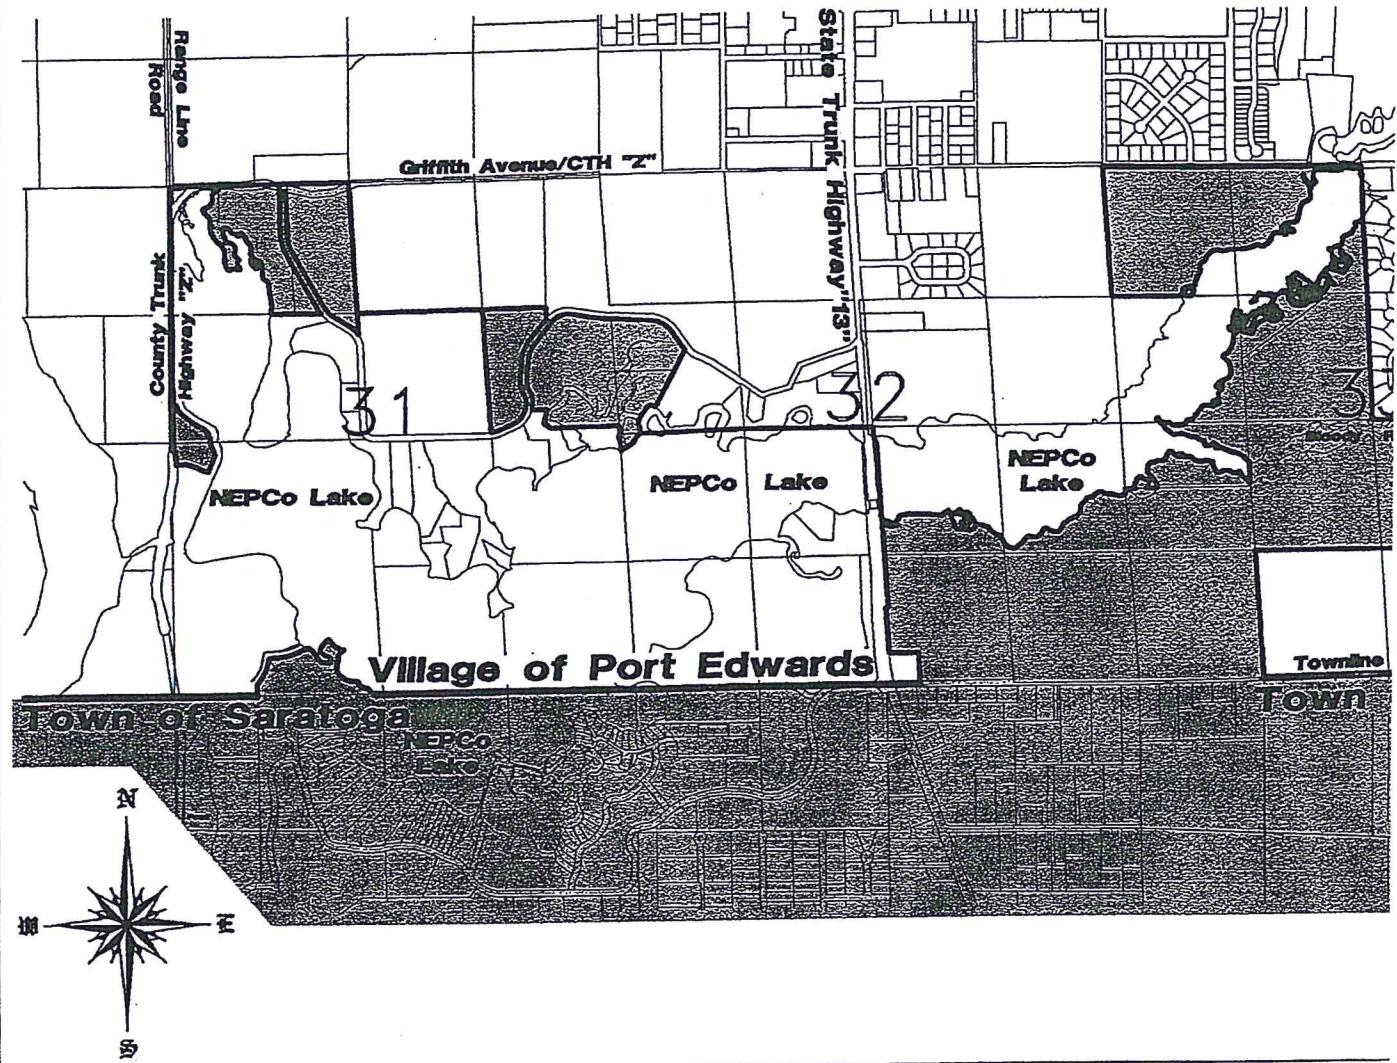 Range Line
Road
State Trunk Highway "13"
Griffith Avenue/CTH "Z"
County Trunk
Highway "Z"
31
32
3
NEPCo Lake
NEPCo Lake
NEPCo
Lake
Village of Port Edwards
Townline
Town of Saratoga
Town
NEPCo
Lake
N
W
E
S